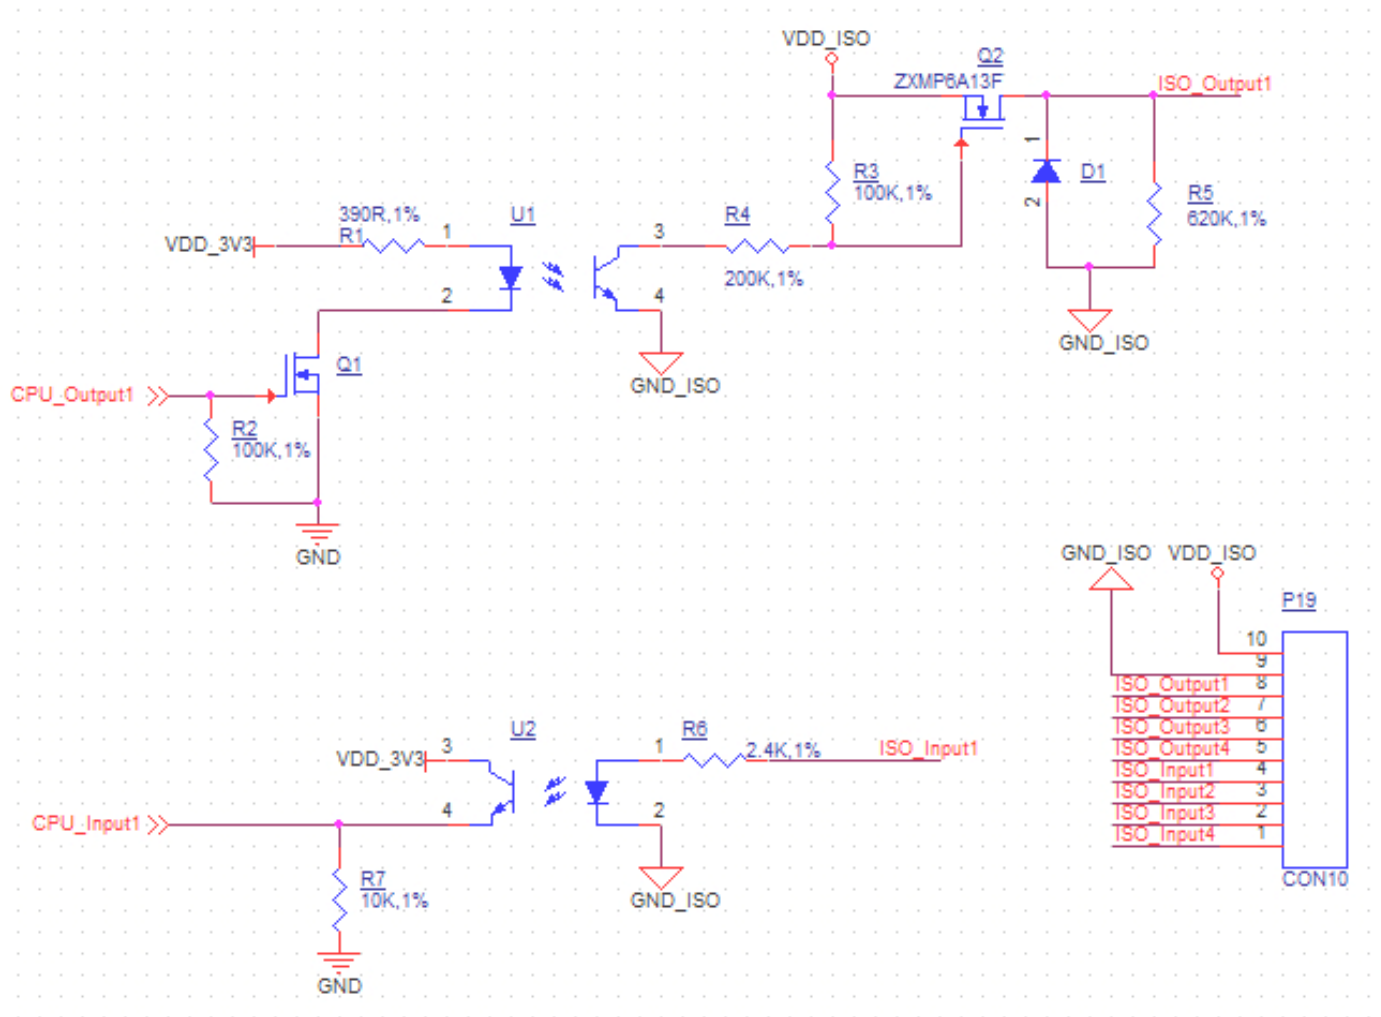 VDD_ISO
Q2
ZXMP6A13F
ISO_Output1
1
D1
2
R3
100K,1%
R5
620K,1%
390R,1%
R1
VDD_3V3
1
U1
3
R4
200K,1%
2
4
GND_ISO
GND_ISO
Q1
CPU_Output1
R2
100K,1%
GND
GND_ISO
VDD_ISO
P19
10
9
ISO_Output1 8
ISO_Output2 7
ISO_Output3 6
ISO_Output4 5
ISO_Input1 4
ISO_Input2 3
ISO_Input3 2
ISO_Input4 1
CON10
U2
R6
VDD_3V3
3
1
2.4K,1%
ISO_Input1
CPU_Input1
4
2
R7
10K,1%
GND_ISO
GND